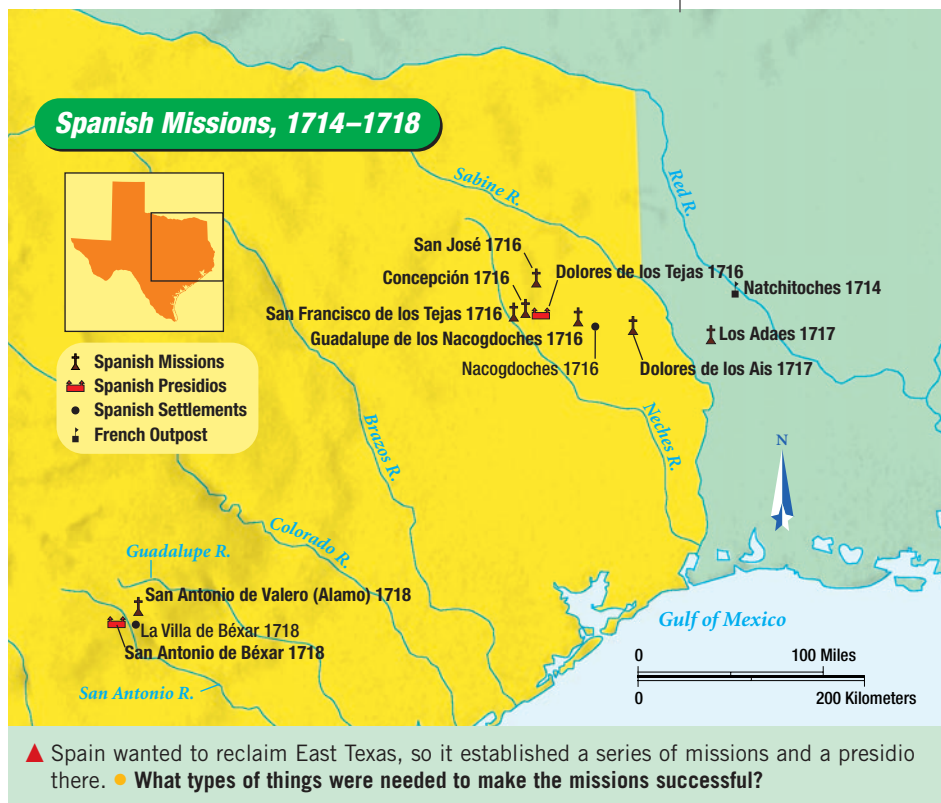 Spanish Missions, 1714–1718
Spanish Missions
Spanish Presidios
Spanish Settlements
French Outpost
Sabine R.
Red R.
San José 1716
Concepción 1716
Dolores de los Tejas 1716
Natchitoches 1714
San Francisco de los Tejas 1716
Guadalupe de los Nacogdoches 1716
Los Adaes 1717
Nacogdoches 1716
Dolores de los Ais 1717
Brazos R.
Neches R.
N
Colorado R.
Guadalupe R.
San Antonio de Valero (Alamo) 1718
La Villa de Béxar 1718
San Antonio de Béxar 1718
San Antonio R.
Gulf of Mexico
0 100 Miles
0 200 Kilometers
Spain wanted to reclaim East Texas, so it established a series of missions and a presidio
there. ● What types of things were needed to make the missions successful?